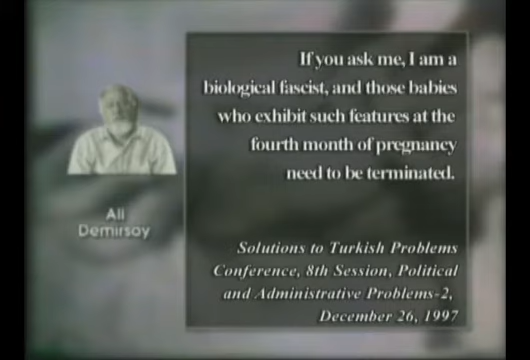 If you ask me, I am a
biological fascist, and those babies
who exhibit such features at the
fourth month of pregnancy
need to be terminated.
Ali
Demirsoy
Solutions to Turkish Problems
Conference, 8th Session, Political
and Administrative Problems-2,
December 26, 1997